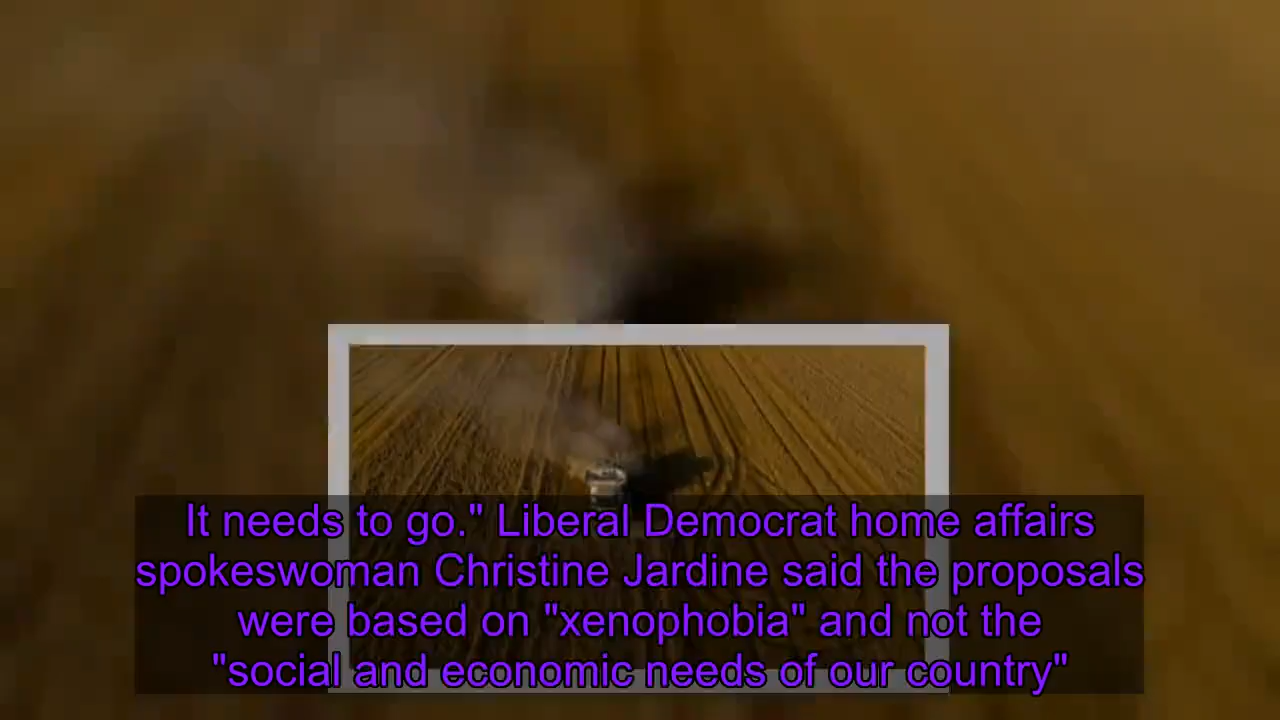 It needs to go." Liberal Democrat home affairs
spokeswoman Christine Jardine said the proposals
were based on "xenophobia" and not the
"social and economic needs of our country"